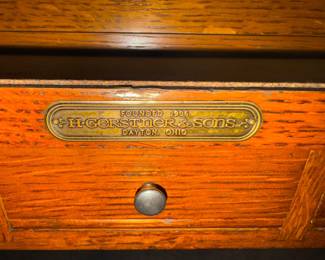 FOUNDED 1906
H.GERSTNER & SONS
DAYTON, OHIO